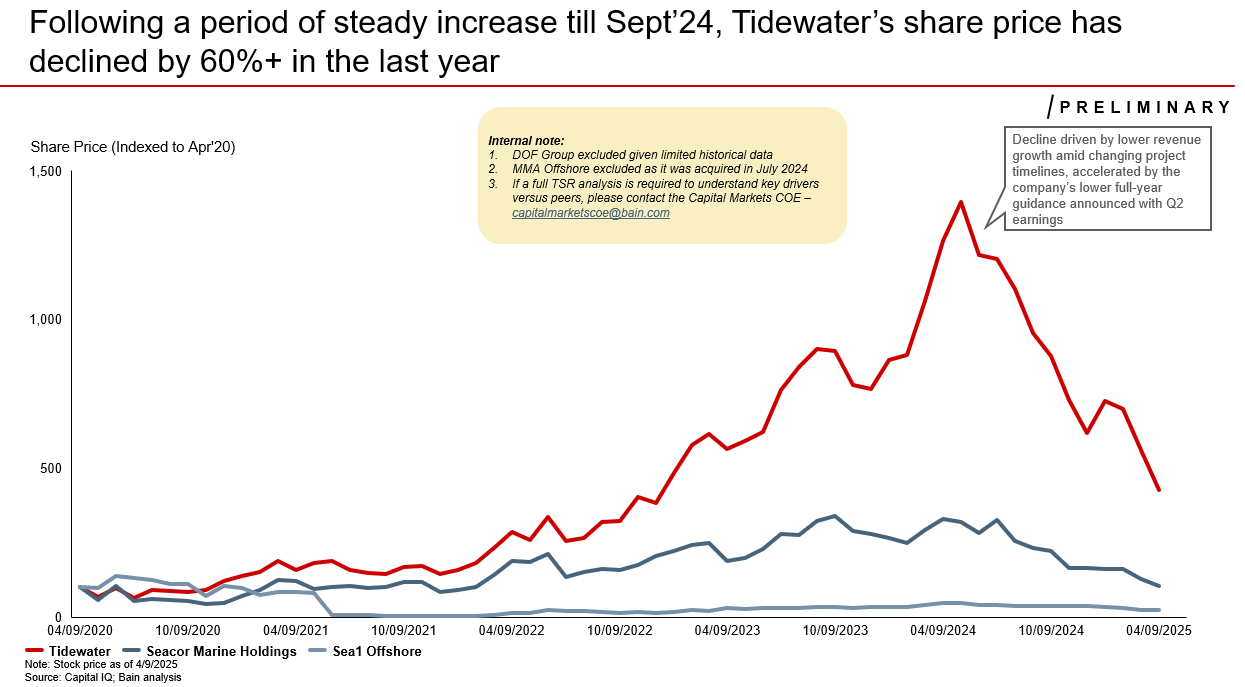 Following a period of steady increase till Sept’24, Tidewater’s share price has
declined by 60%+ in the last year
PRELIMINARY
Share Price (Indexed to Apr'20)
Internal note:
1. DOF Group excluded given limited historical data
2. MMA Offshore excluded as it was acquired in July 2024
3. If a full TSR analysis is required to understand key drivers
versus peers, please contact the Capital Markets COE –
capitalmarketscoe@bain.com
Decline driven by lower revenue
growth amid changing project
timelines, accelerated by the
company’s lower full-year
guidance announced with Q2
earnings
1,500
1,000
500
0
04/09/2020 10/09/2020 04/09/2021 10/09/2021 04/09/2022 10/09/2022 04/09/2023 10/09/2023 04/09/2024 10/09/2024 04/09/2025
Tidewater Seacor Marine Holdings Sea1 Offshore
Note: Stock price as of 4/9/2025
Source: Capital IQ; Bain analysis